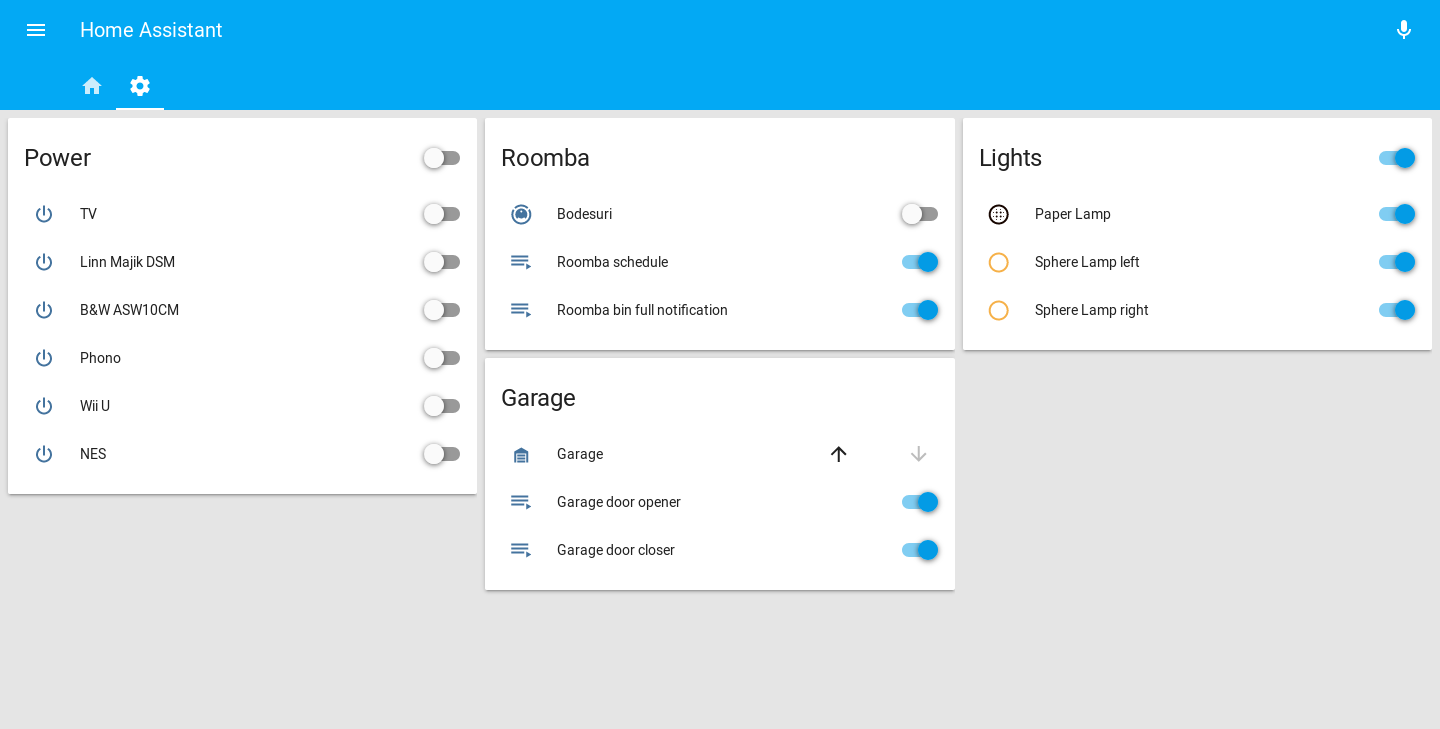 Home Assistant
Power
TV
Linn Majik DSM
B&W ASW10CM
Phono
Wii U
NES
Roomba
Bodesuri
Roomba schedule
Roomba bin full notification
Garage
Garage
Garage door opener
Garage door closer
Lights
Paper Lamp
Sphere Lamp left
Sphere Lamp right